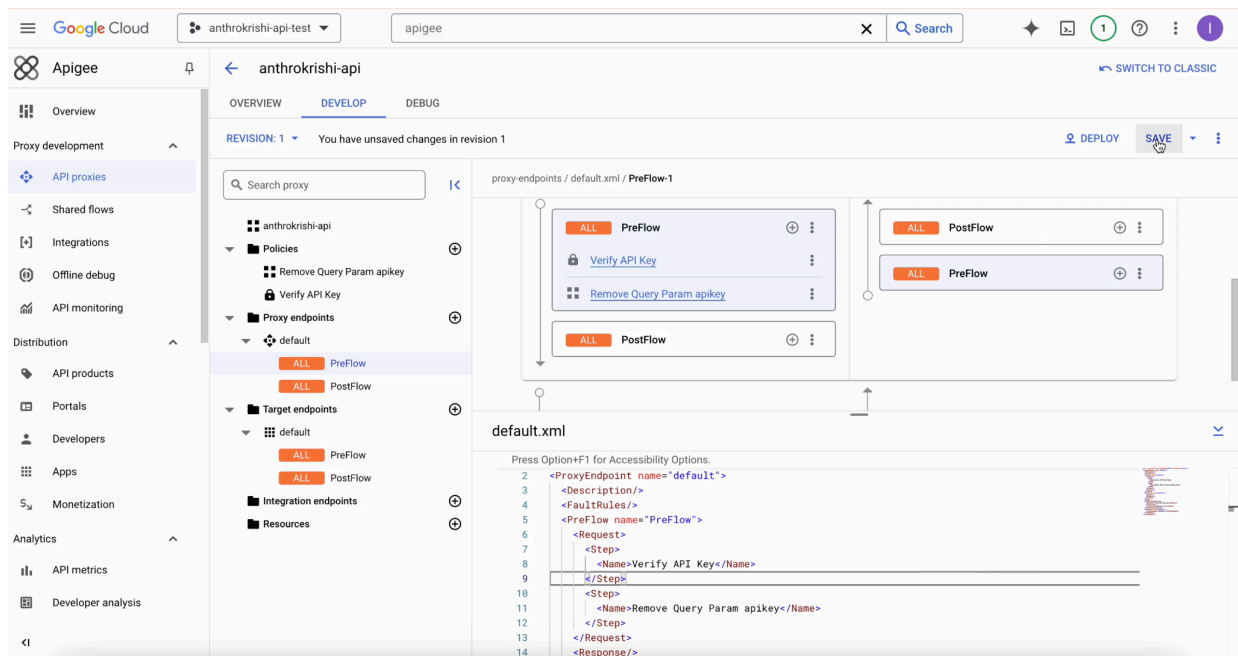 Google Cloud
anthrokrishi-api-test
apigee
Search
1
I
Apigee
anthrokrishi-api
SWITCH TO CLASSIC
Overview
Proxy development
API proxies
Shared flows
Integrations
Offline debug
API monitoring
Distribution
API products
Portals
Developers
Apps
Monetization
Analytics
API metrics
Developer analysis
OVERVIEW
DEVELOP
DEBUG
REVISION: 1
You have unsaved changes in revision 1
DEPLOY
SAVE
Search proxy
anthrokrishi-api
Policies
Remove Query Param apikey
Verify API Key
Proxy endpoints
default
ALL PreFlow
ALL PostFlow
Target endpoints
default
ALL PreFlow
ALL PostFlow
Integration endpoints
Resources
proxy-endpoints / default.xml / PreFlow-1
ALL PreFlow
Verify API Key
Remove Query Param apikey
ALL PostFlow
ALL PostFlow
ALL PreFlow
default.xml
Press Option+F1 for Accessibility Options.
2 <ProxyEndpoint name="default">
3 <Description/>
4 <FaultRules/>
5 <PreFlow name="PreFlow">
6 <Request>
7 <Step>
8 <Name>Verify API Key</Name>
9 </Step>
10 <Step>
11 <Name>Remove Query Param apikey</Name>
12 </Step>
13 </Request>
14 <Response/>